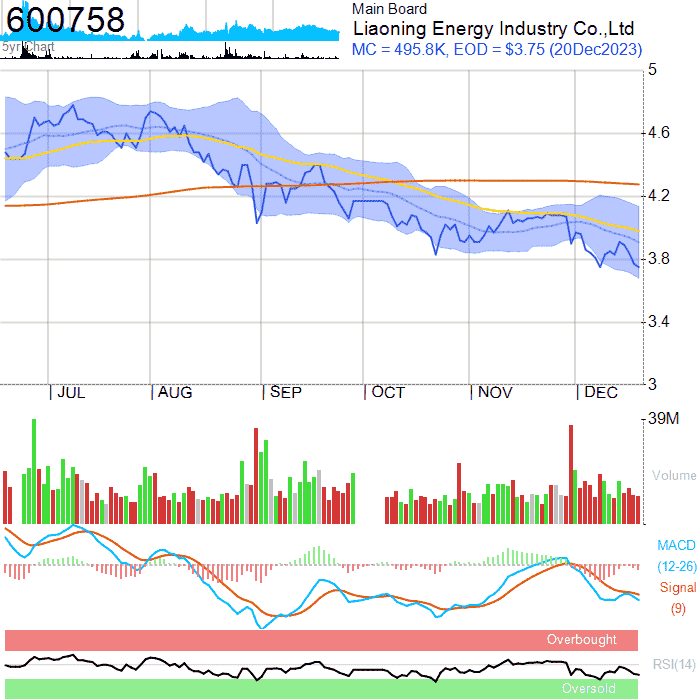 600758
5yr Chart
Main Board
Liaoning Energy Industry Co.,Ltd
MC = 495.8K, EOD = $3.75 (20Dec2023)
5
4.6
4.2
3.8
3.4
3
JUL
AUG
SEP
OCT
NOV
DEC
39M
Volume
MACD
(12-26)
Signal
(9)
Overbought
RSI(14)
Oversold